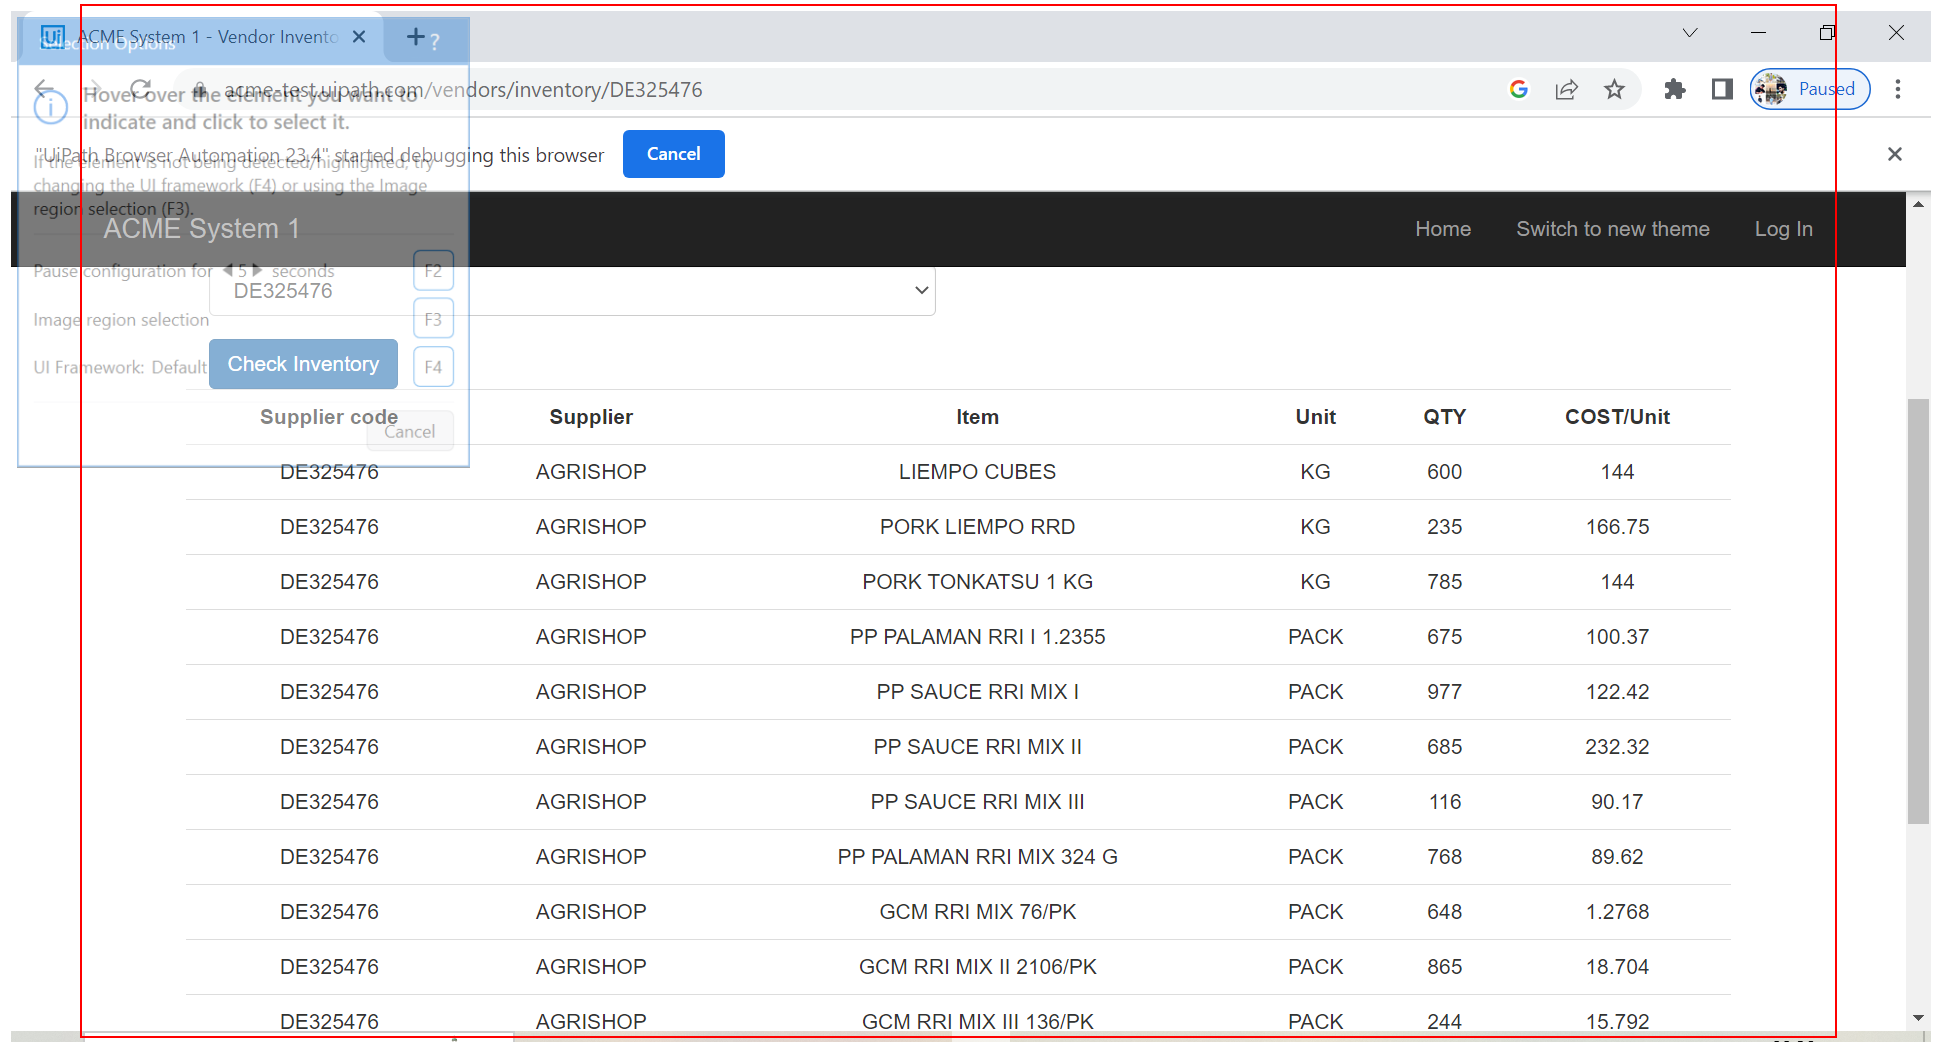 ACME System 1 - Vendor Invento
Selection Options
?
acme-test.uipath.com/vendors/inventory/DE325476
Paused
Hover over the element you want to
indicate and click to select it.
"UiPath Browser Automation 23.4" started debugging this browser
Cancel
If the element is not being detected/highlighted, try
changing the UI framework (F4) or using the Image
region selection (F3).
ACME System 1
Home
Switch to new theme
Log In
Pause configuration for 5 seconds
F2
DE325476
Image region selection
F3
UI Framework: Default
Check Inventory
F4
Supplier code Supplier Item Unit QTY COST/Unit
Cancel
DE325476 AGRISHOP LIEMPO CUBES KG 600 144
DE325476 AGRISHOP PORK LIEMPO RRD KG 235 166.75
DE325476 AGRISHOP PORK TONKATSU 1 KG KG 785 144
DE325476 AGRISHOP PP PALAMAN RRI I 1.2355 PACK 675 100.37
DE325476 AGRISHOP PP SAUCE RRI MIX I PACK 977 122.42
DE325476 AGRISHOP PP SAUCE RRI MIX II PACK 685 232.32
DE325476 AGRISHOP PP SAUCE RRI MIX III PACK 116 90.17
DE325476 AGRISHOP PP PALAMAN RRI MIX 324 G PACK 768 89.62
DE325476 AGRISHOP GCM RRI MIX 76/PK PACK 648 1.2768
DE325476 AGRISHOP GCM RRI MIX II 2106/PK PACK 865 18.704
DE325476 AGRISHOP GCM RRI MIX III 136/PK PACK 244 15.792